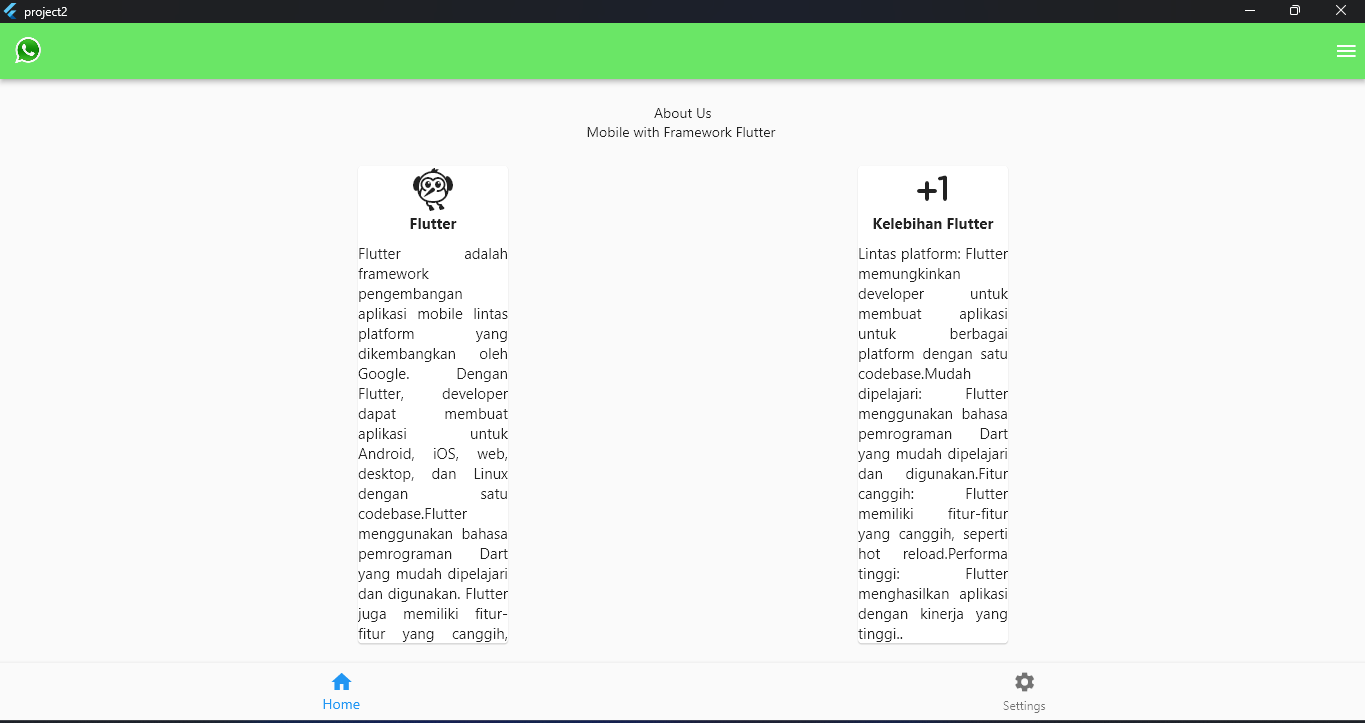 project2
About Us
Mobile with Framework Flutter
Flutter
Flutter adalah
framework
pengembangan
aplikasi mobile lintas
platform yang
dikembangkan oleh
Google. Dengan
Flutter, developer
dapat membuat
aplikasi untuk
Android, iOS, web,
desktop, dan Linux
dengan satu
codebase.Flutter
menggunakan bahasa
pemrograman Dart
yang mudah dipelajari
dan digunakan. Flutter
juga memiliki fitur-
fitur yang canggih,
+1
Kelebihan Flutter
Lintas platform: Flutter
memungkinkan
developer untuk
membuat aplikasi
untuk berbagai
platform dengan satu
codebase.Mudah
dipelajari: Flutter
menggunakan bahasa
pemrograman Dart
yang mudah dipelajari
dan digunakan.Fitur
canggih: Flutter
memiliki fitur-fitur
yang canggih, seperti
hot reload.Performa
tinggi: Flutter
menghasilkan aplikasi
dengan kinerja yang
tinggi..
Home
Settings